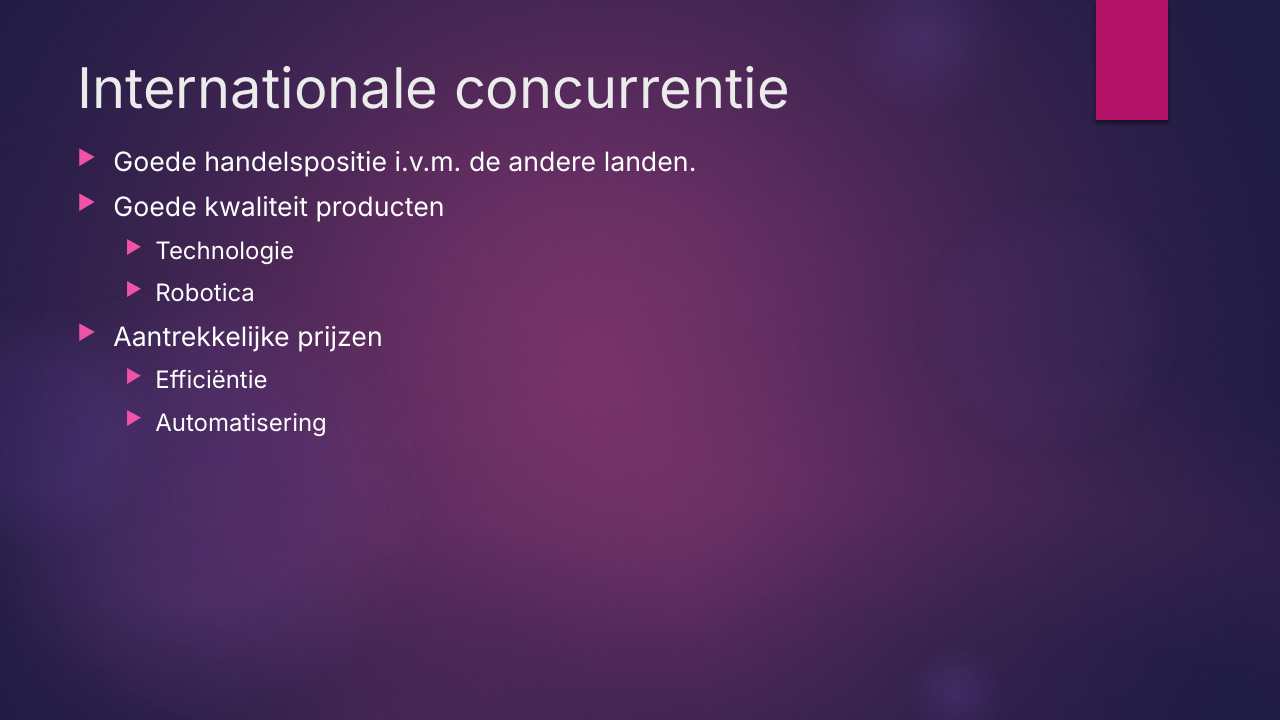 Internationale concurrentie
Goede handelspositie i.v.m. de andere landen.
Goede kwaliteit producten
Technologie
Robotica
Aantrekkelijke prijzen
Efficiëntie
Automatisering